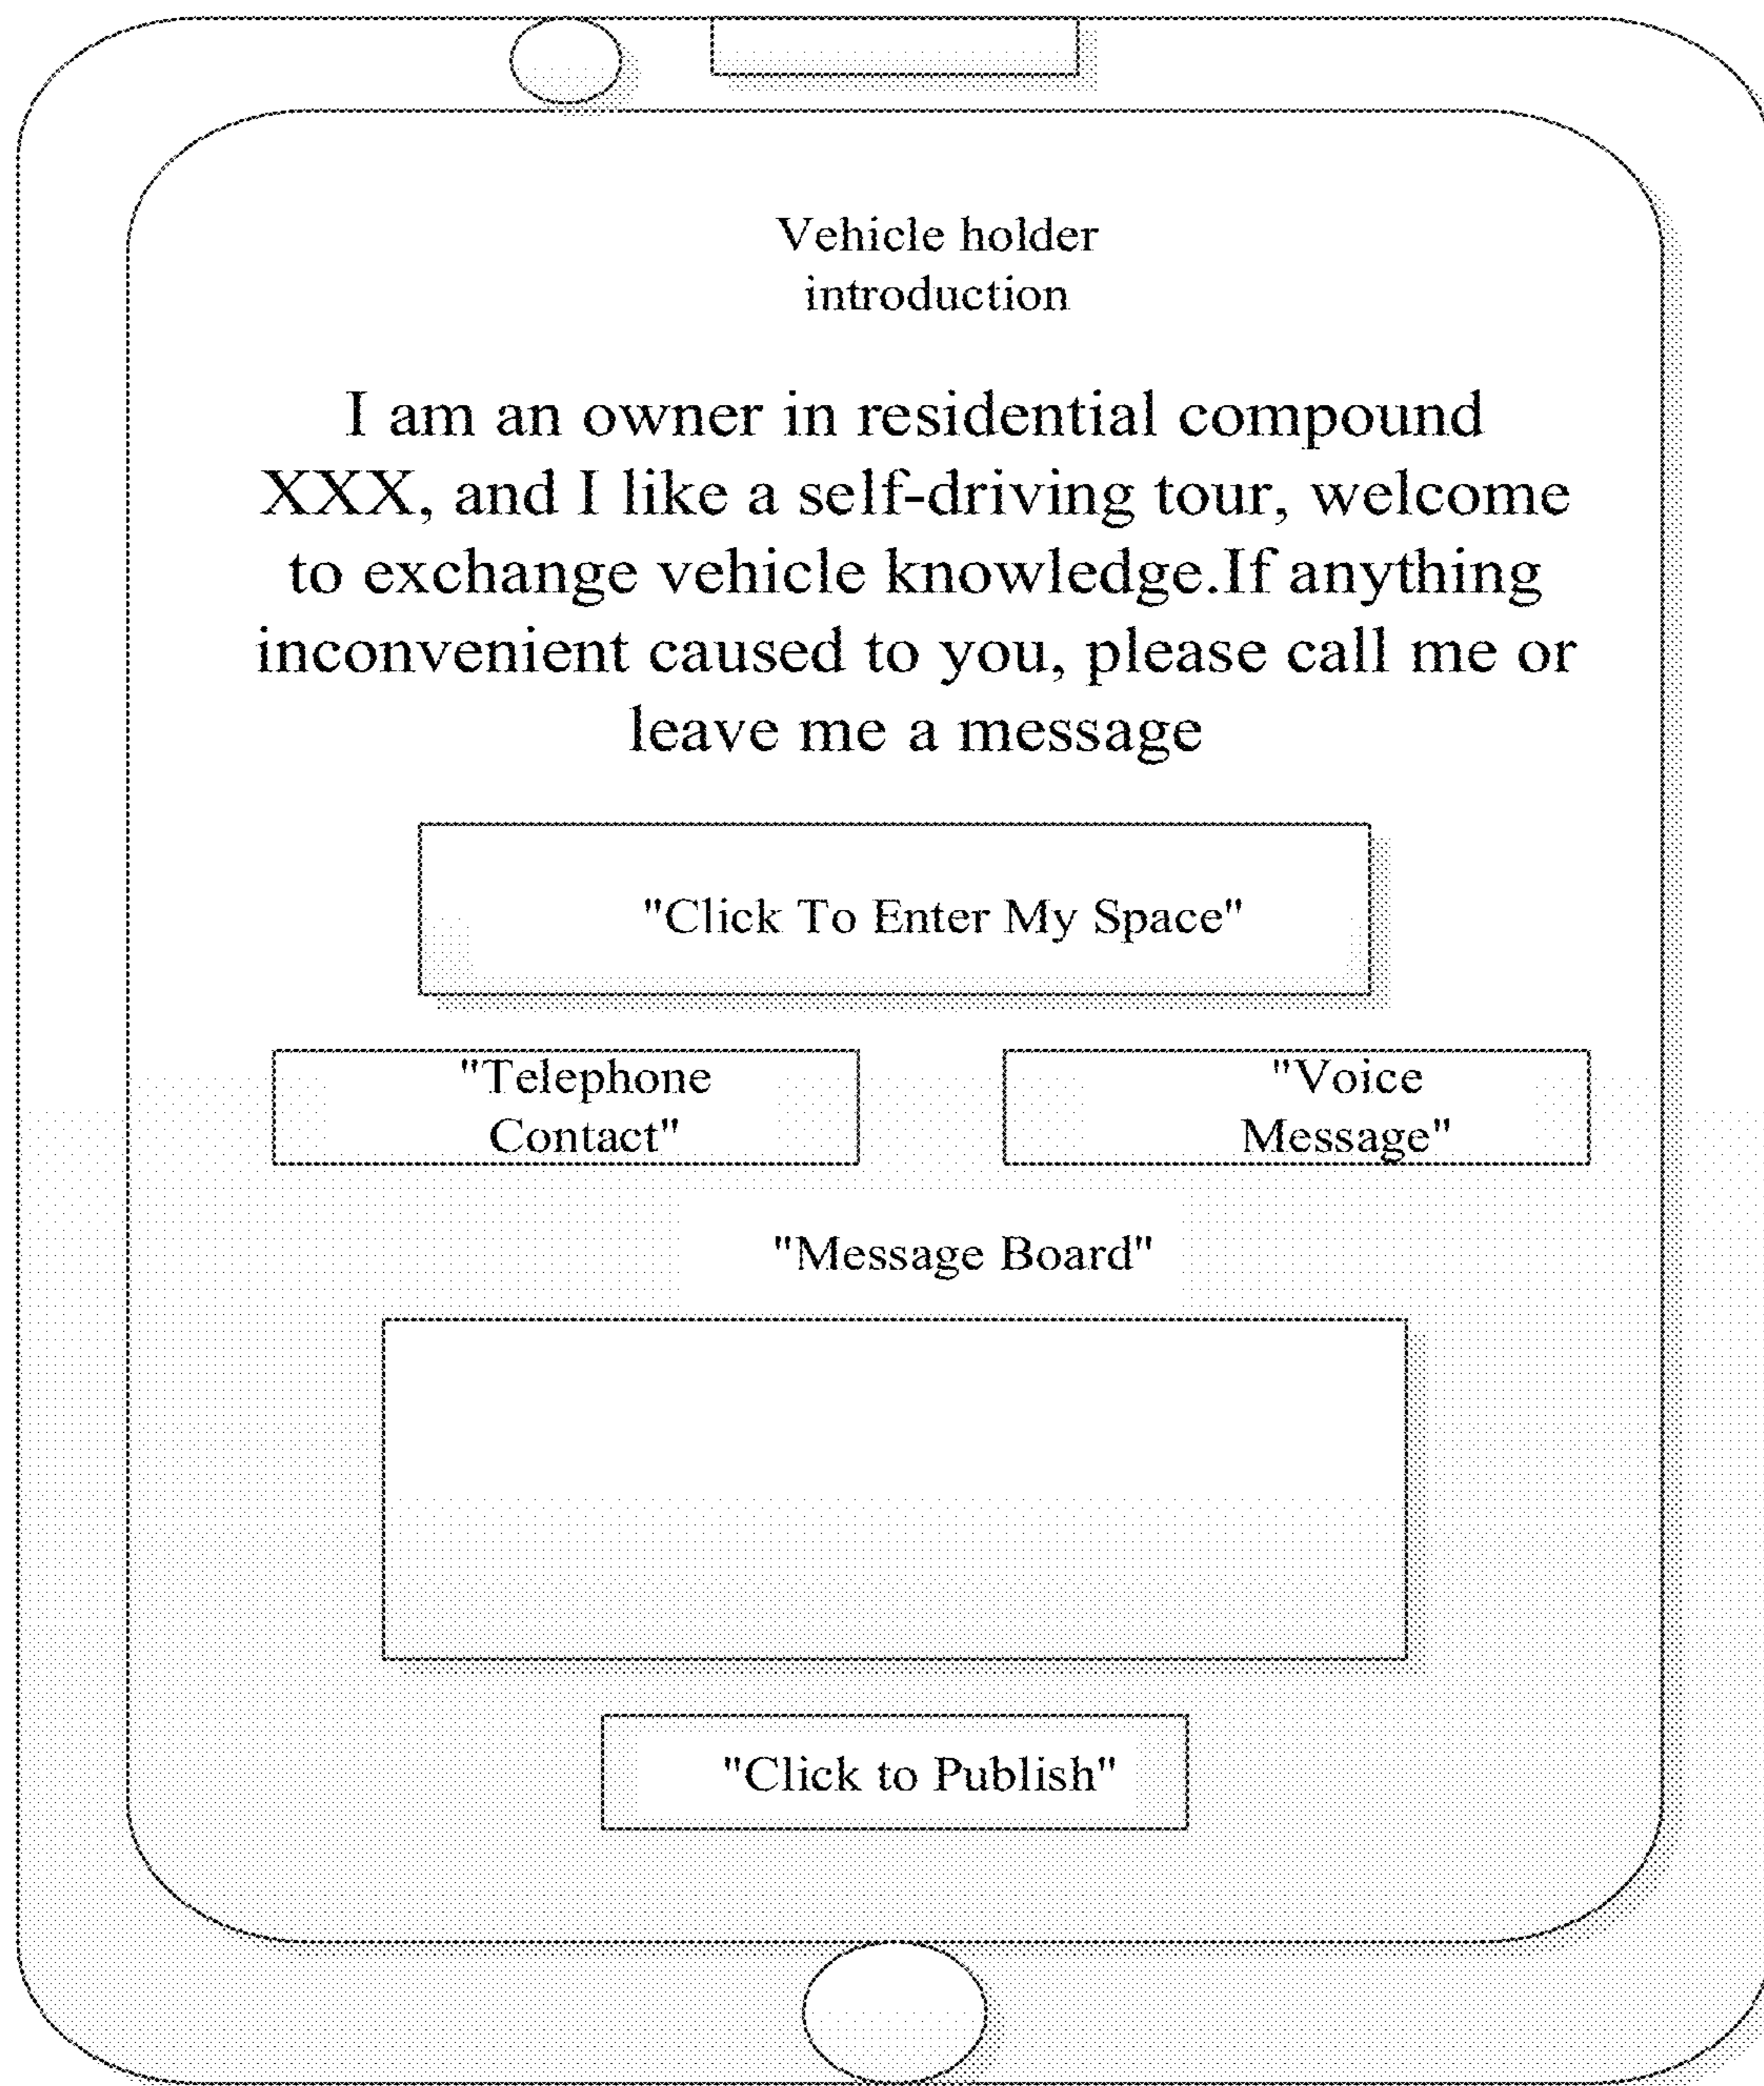 Vehicle holder
introduction
I am an owner in residential compound
XXX, and I like a self-driving tour, welcome
to exchange vehicle knowledge.If anything
inconvenient caused to you, please call me or
leave me a message
"Click To Enter My Space"
"Telephone
Contact"
"Voice
Message"
"Message Board"
"Click to Publish"